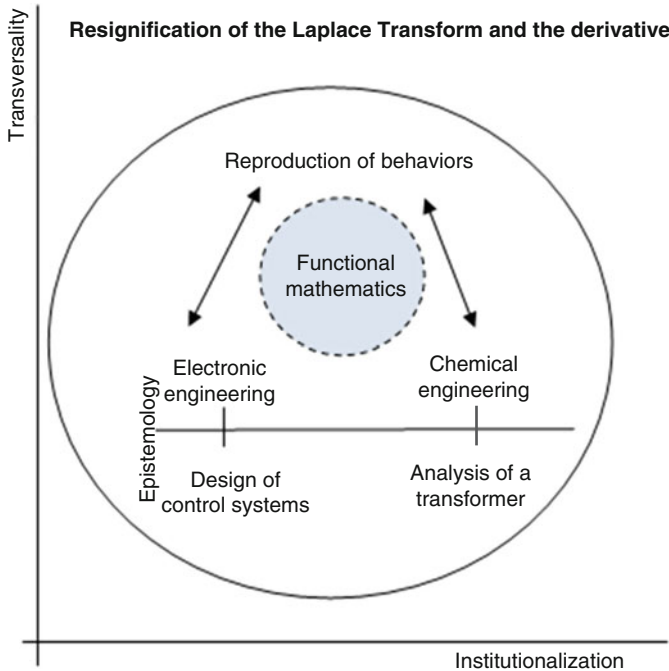 Resignification of the Laplace Transform and the derivative
Transversality
Reproduction of behaviors
Functional
mathematics
Electronic
engineering
Chemical
engineering
Epistemology
Design of
control systems
Analysis of a
transformer
Institutionalization